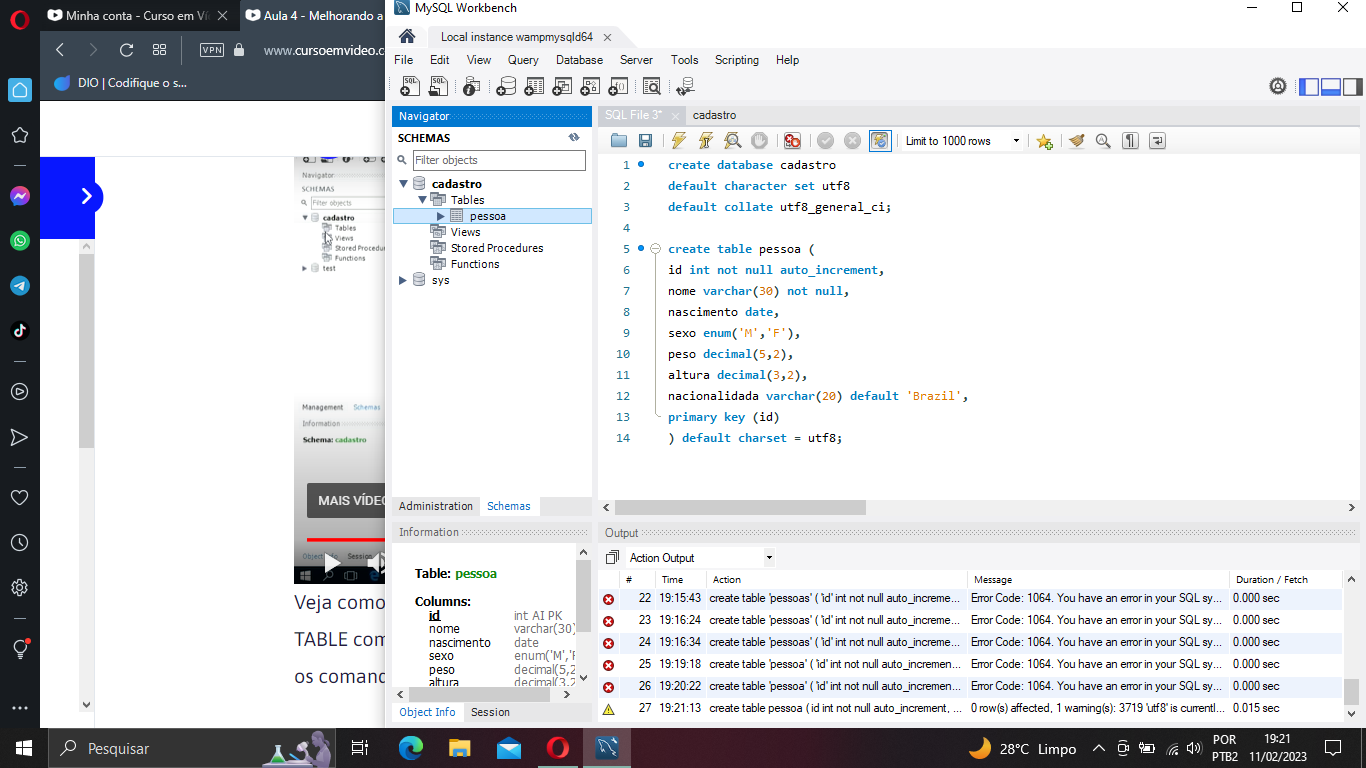 Minha conta - Curso em Ví
Aula 4 - Melhorando a
VPN
www.cursoemvideo.c
DIO | Codifique o s...
Navigator
SCHEMAS
Filter objects
cadastro
Tables
Views
Stored Procedure
Functions
test
Management Schemas
Information
Schema: cadastro
MAIS VÍDEO
Object Info Session
Veja como
TABLE com
os comand
MySQL Workbench
Local instance wampmysqld64
File Edit View Query Database Server Tools Scripting Help
Navigator
SCHEMAS
Filter objects
cadastro
Tables
pessoa
Views
Stored Procedures
Functions
sys
Administration Schemas
Information
Table: pessoa
Columns:
id int AI PK
nome varchar(30)
nascimento date
sexo enum('M','F
peso decimal(5,2
altura decimal(3,2
Object Info Session
SQL File 3* cadastro
Limit to 1000 rows
1 create database cadastro
2 default character set utf8
3 default collate utf8_general_ci;
4
5 create table pessoa (
6 id int not null auto_increment,
7 nome varchar(30) not null,
8 nascimento date,
9 sexo enum('M','F'),
10 peso decimal(5,2),
11 altura decimal(3,2),
12 nacionalidada varchar(20) default 'Brazil',
13 primary key (id)
14 ) default charset = utf8;
Output
Action Output
# Time Action Message Duration / Fetch
22 19:15:43 create table 'pessoas' ( 'id' int not null auto_increme... Error Code: 1064. You have an error in your SQL sy... 0.000 sec
23 19:16:24 create table 'pessoas' ( 'id' int not null auto_increme... Error Code: 1064. You have an error in your SQL sy... 0.000 sec
24 19:16:34 create table 'pessoas' ( 'id' int not null auto_increme... Error Code: 1064. You have an error in your SQL sy... 0.000 sec
25 19:19:18 create table 'pessoa' ( 'id' int not null auto_incremen... Error Code: 1064. You have an error in your SQL sy... 0.000 sec
26 19:20:22 create table 'pessoa' ( 'id' int not null auto_incremen... Error Code: 1064. You have an error in your SQL sy... 0.000 sec
27 19:21:13 create table pessoa ( id int not null auto_increment, ... 0 row(s) affected, 1 warning(s): 3719 'utf8' is currentl... 0.015 sec
Pesquisar
28°C Limpo
POR
PTB2
19:21
11/02/2023